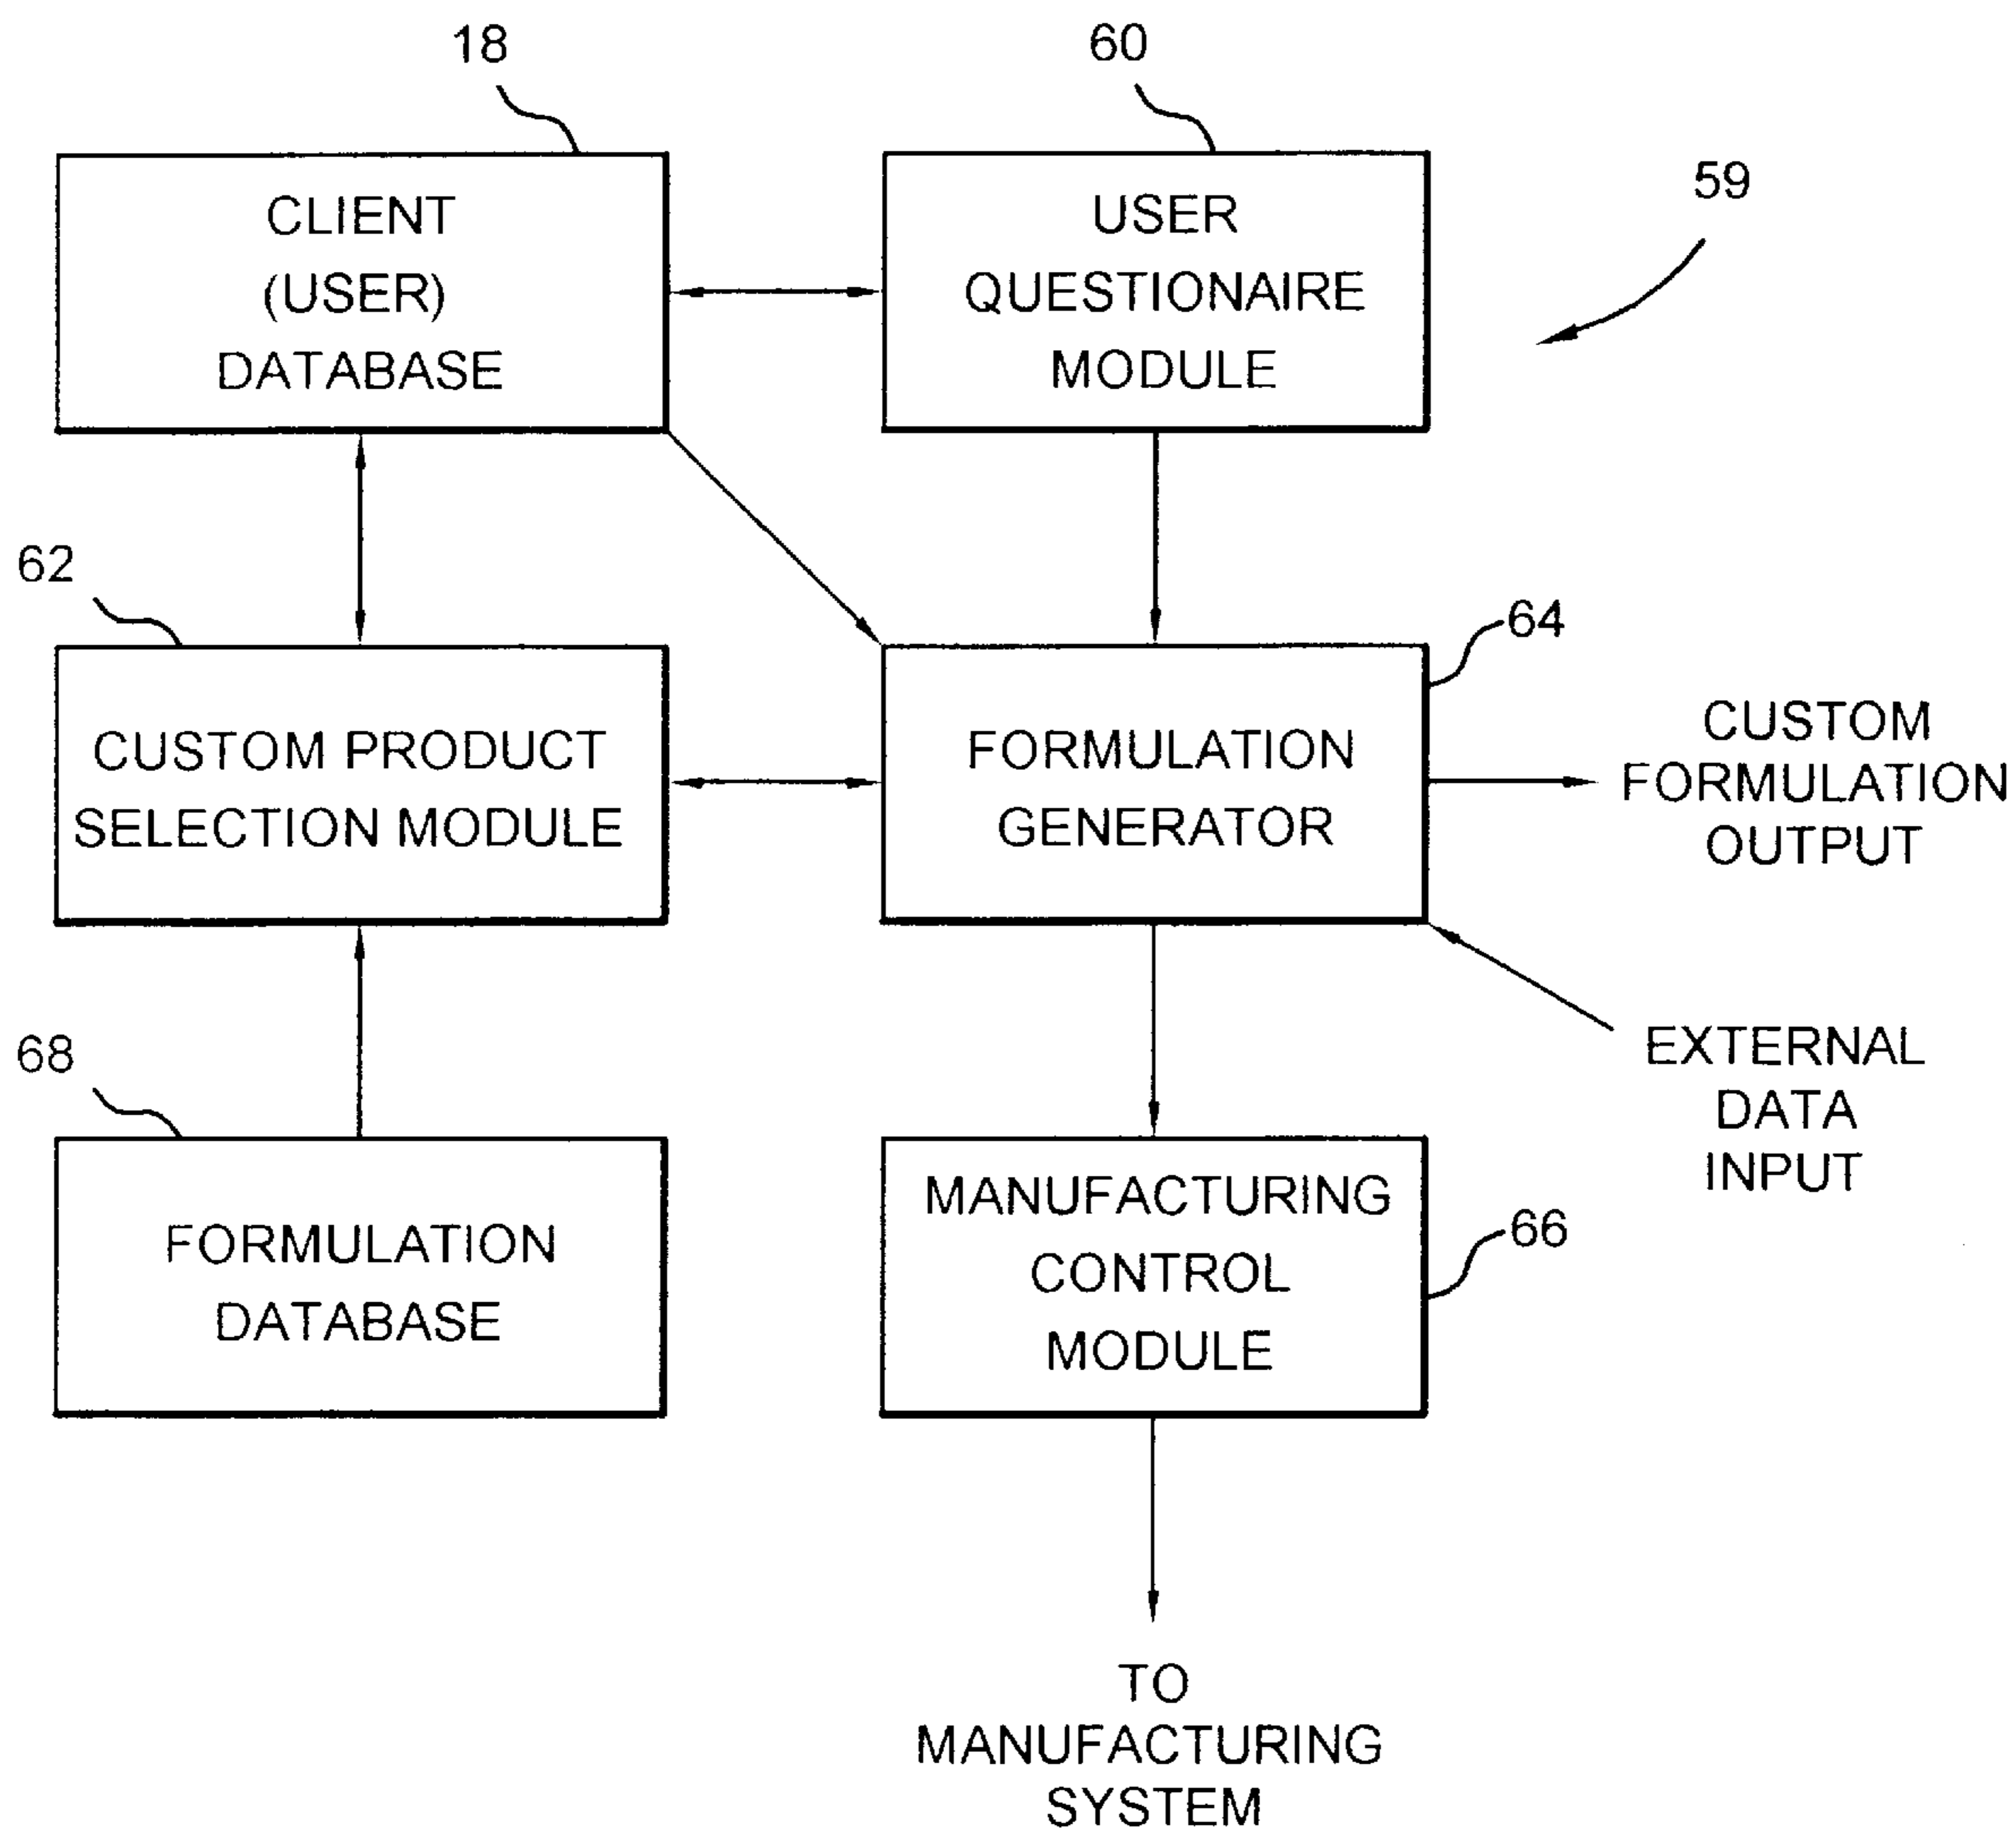 18
60
59
CLIENT
(USER)
DATABASE
USER
QUESTIONAIRE
MODULE
62
64
CUSTOM PRODUCT
SELECTION MODULE
FORMULATION
GENERATOR
CUSTOM
FORMULATION
OUTPUT
68
EXTERNAL
DATA
INPUT
FORMULATION
DATABASE
MANUFACTURING
CONTROL
MODULE
66
TO
MANUFACTURING
SYSTEM